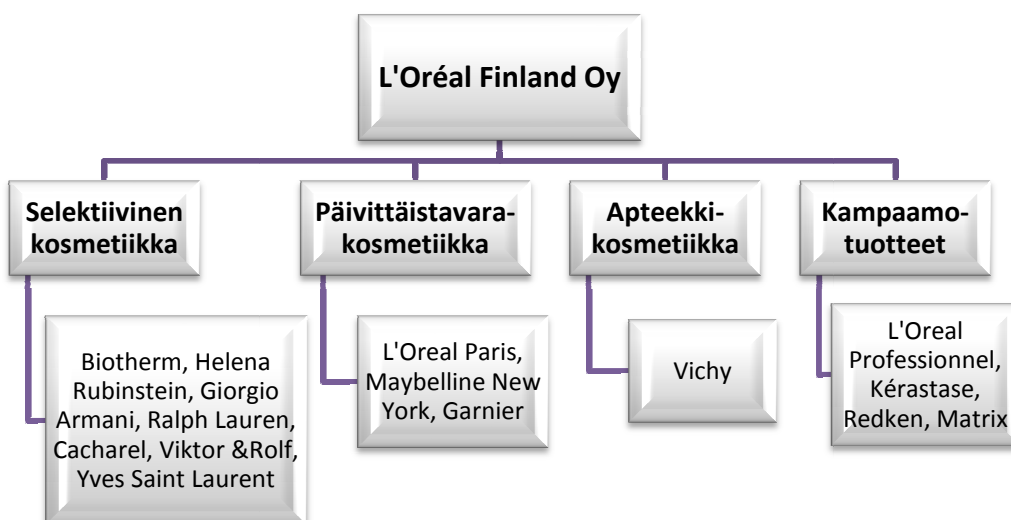 L'Oréal Finland Oy
Selektiivinen
kosmetiikka
Päivittäistavara-
kosmetiikka
Apteekki-
kosmetiikka
Kampaamo-
tuotteet
Biotherm, Helena
Rubinstein, Giorgio
Armani, Ralph Lauren,
Cacharel, Viktor &Rolf,
Yves Saint Laurent
L'Oreal Paris,
Maybelline New
York, Garnier
Vichy
L'Oreal
Professionnel,
Kérastase,
Redken, Matrix